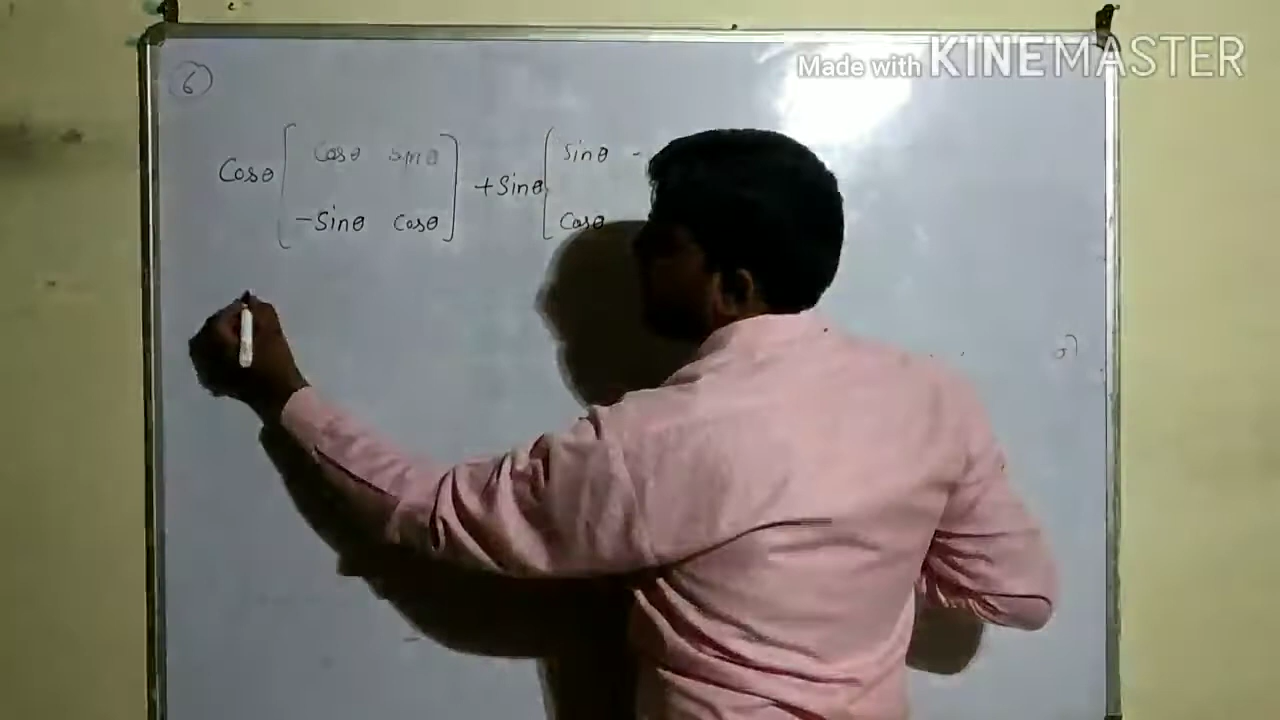 Made with KINEMASTER
6
Cosθ [ Cosθ sinθ ] + Sinθ [ Sinθ -
-Sinθ Cosθ Cosθ